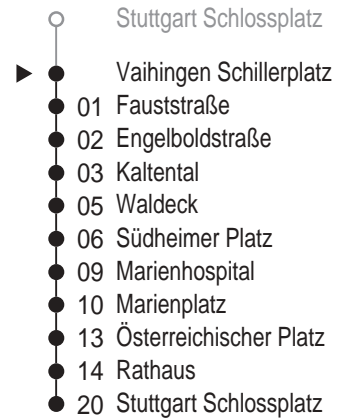 Stuttgart Schlossplatz
Vaihingen Schillerplatz
01 Fauststraße
02 Engelboldstraße
03 Kaltental
05 Waldeck
06 Südheimer Platz
09 Marienhospital
10 Marienplatz
13 Österreichischer Platz
14 Rathaus
20 Stuttgart Schlossplatz